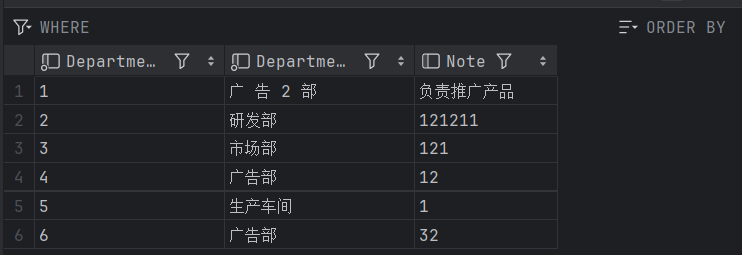 WHERE ORDER BY
Departme... Departme... Note
1 1 广 告 2 部 负责推广产品
2 2 研发部 121211
3 3 市场部 121
4 4 广告部 12
5 5 生产车间 1
6 6 广告部 32